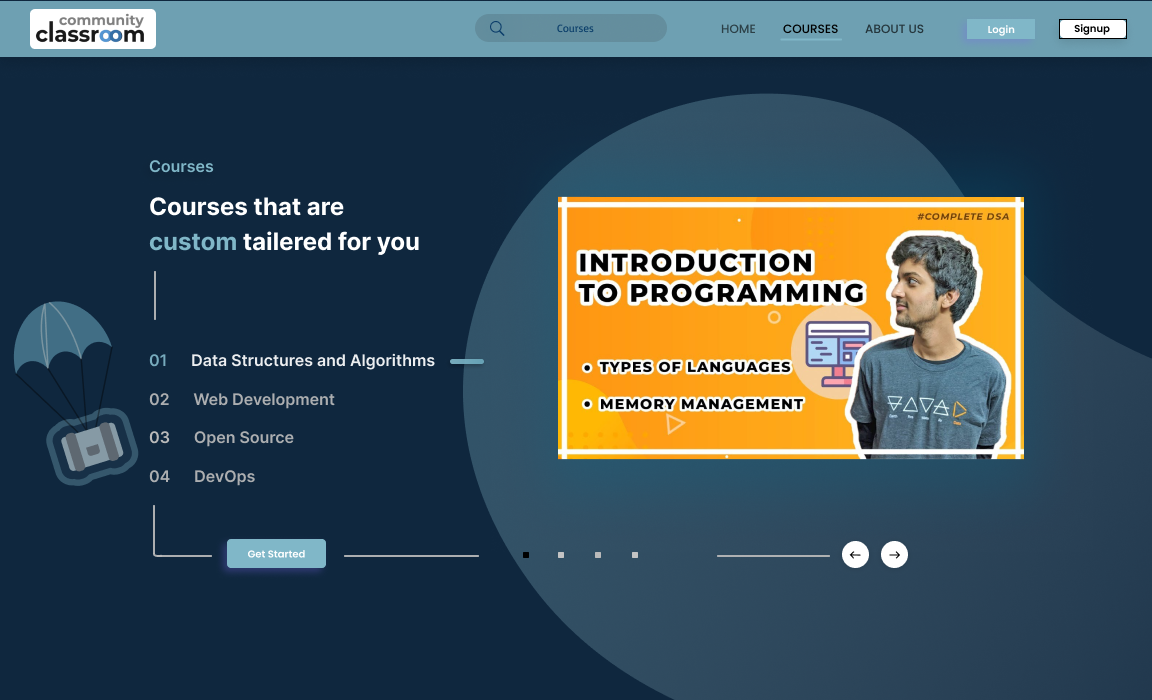 community
classroom
Courses
HOME
COURSES
ABOUT US
Login
Signup
Courses
Courses that are
custom tailered for you
01 Data Structures and Algorithms
02 Web Development
03 Open Source
04 DevOps
Get Started
#COMPLETE DSA
INTRODUCTION
TO PROGRAMMING
• TYPES OF LANGUAGES
• MEMORY MANAGEMENT